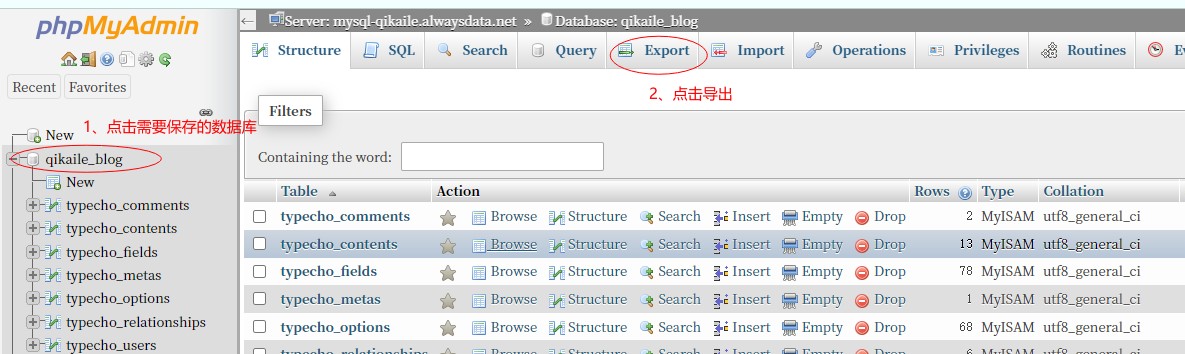 phpMyAdmin
Recent Favorites
New
qikaile_blog
New
typecho_comments
typecho_contents
typecho_fields
typecho_metas
typecho_options
typecho_relationships
typecho_users
1、点击需要保存的数据库
Server: mysql-qikaile.alwaysdata.net » Database: qikaile_blog
Structure SQL Search Query Export Import Operations Privileges Routines
2、点击导出
Filters
Containing the word:
Table Action Rows Type Collation
typecho_comments Browse Structure Search Insert Empty Drop 2 MyISAM utf8_general_ci
typecho_contents Browse Structure Search Insert Empty Drop 13 MyISAM utf8_general_ci
typecho_fields Browse Structure Search Insert Empty Drop 78 MyISAM utf8_general_ci
typecho_metas Browse Structure Search Insert Empty Drop 1 MyISAM utf8_general_ci
typecho_options Browse Structure Search Insert Empty Drop 68 MyISAM utf8_general_ci
typecho_relationships Browse Structure Search Insert Empty Drop 6 MyISAM utf8_general_ci